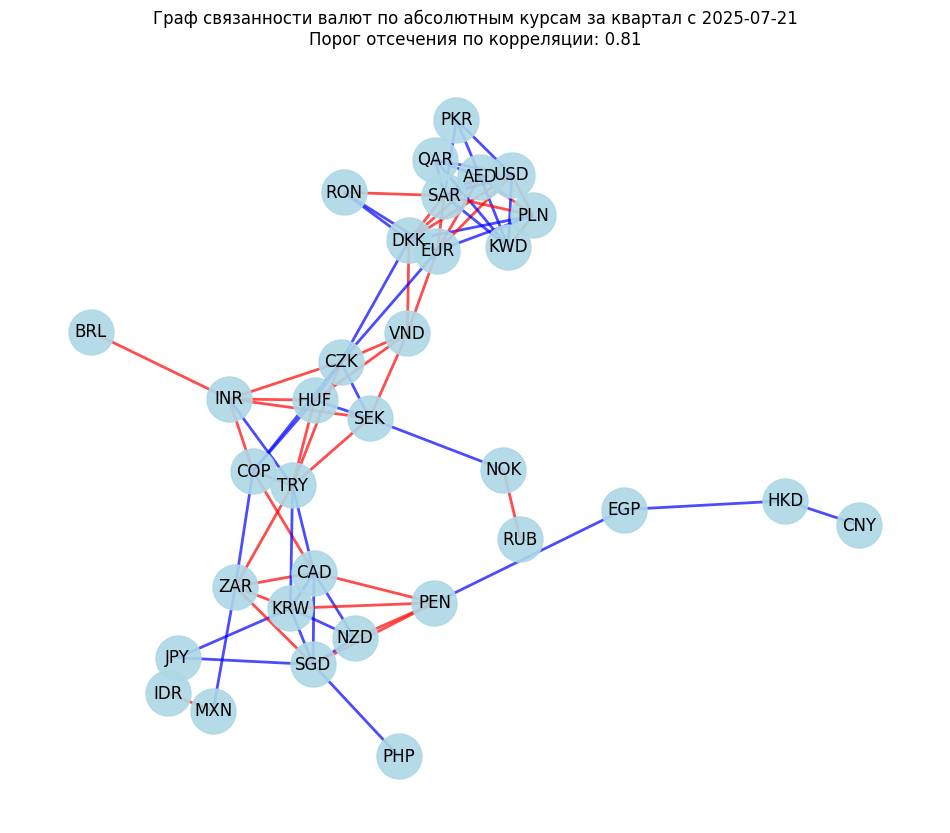 Граф связанности валют по абсолютным курсам за квартал с 2025-07-21
Порог отсечения по корреляции: 0.81
PKR
QAR
AED
USD
RON
SAR
PLN
DKK
EUR
KWD
BRL
VND
CZK
INR
HUF
SEK
COP
TRY
NOK
EGP
HKD
CNY
RUB
CAD
ZAR
KRW
PEN
NZD
JPY
SGD
IDR
MXN
PHP